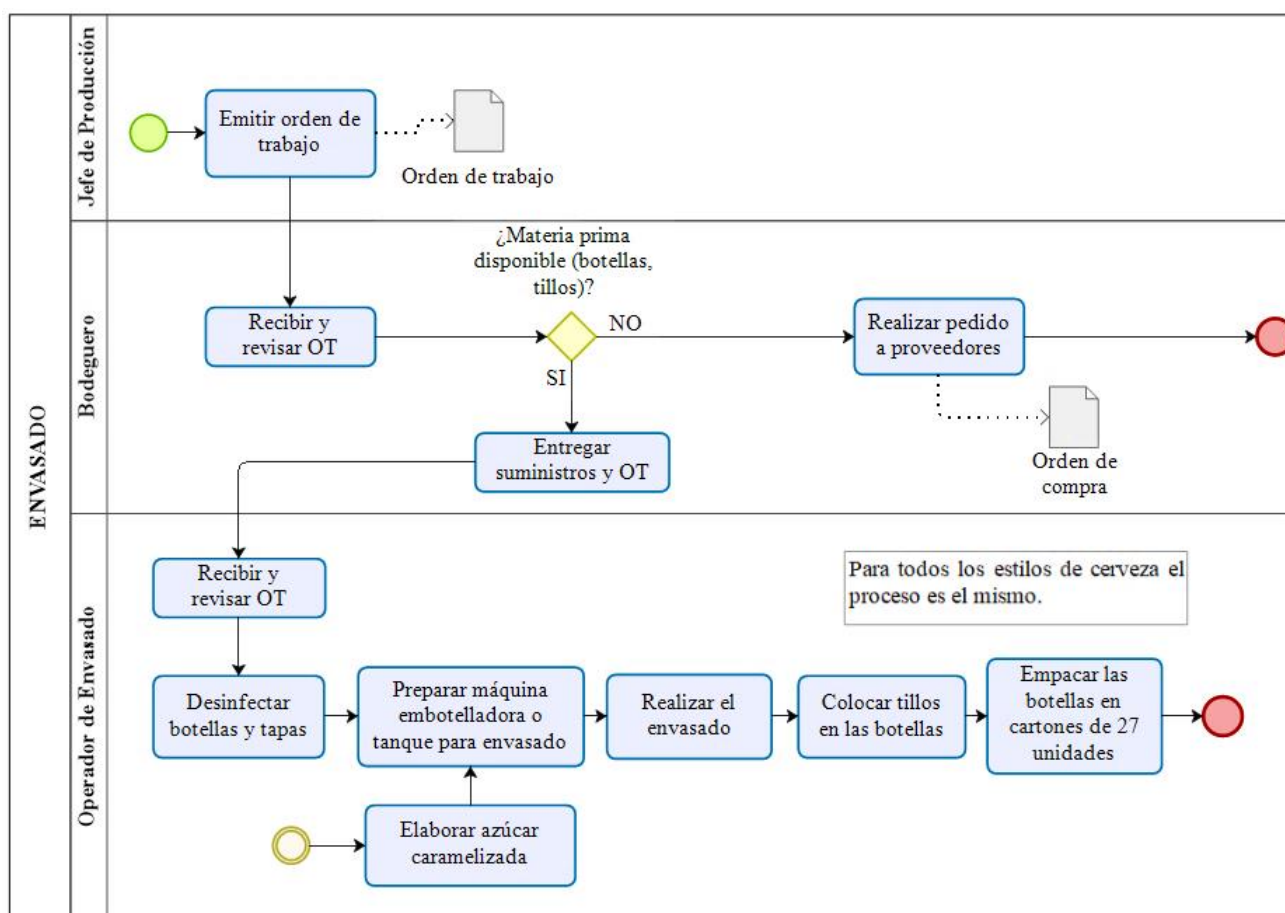 ENVASADO
Jefe de Producción
Emitir orden de
trabajo
Orden de trabajo
Bodeguero
¿Materia prima
disponible (botellas,
tillos)?
Recibir y
revisar OT
NO
Realizar pedido
a proveedores
SI
Entregar
suministros y OT
Orden de
compra
Operador de Envasado
Recibir y
revisar OT
Para todos los estilos de cerveza el
proceso es el mismo.
Desinfectar
botellas y tapas
Preparar máquina
embotelladora o
tanque para envasado
Realizar el
envasado
Colocar tillos
en las botellas
Empacar las
botellas en
cartones de 27
unidades
Elaborar azúcar
caramelizada